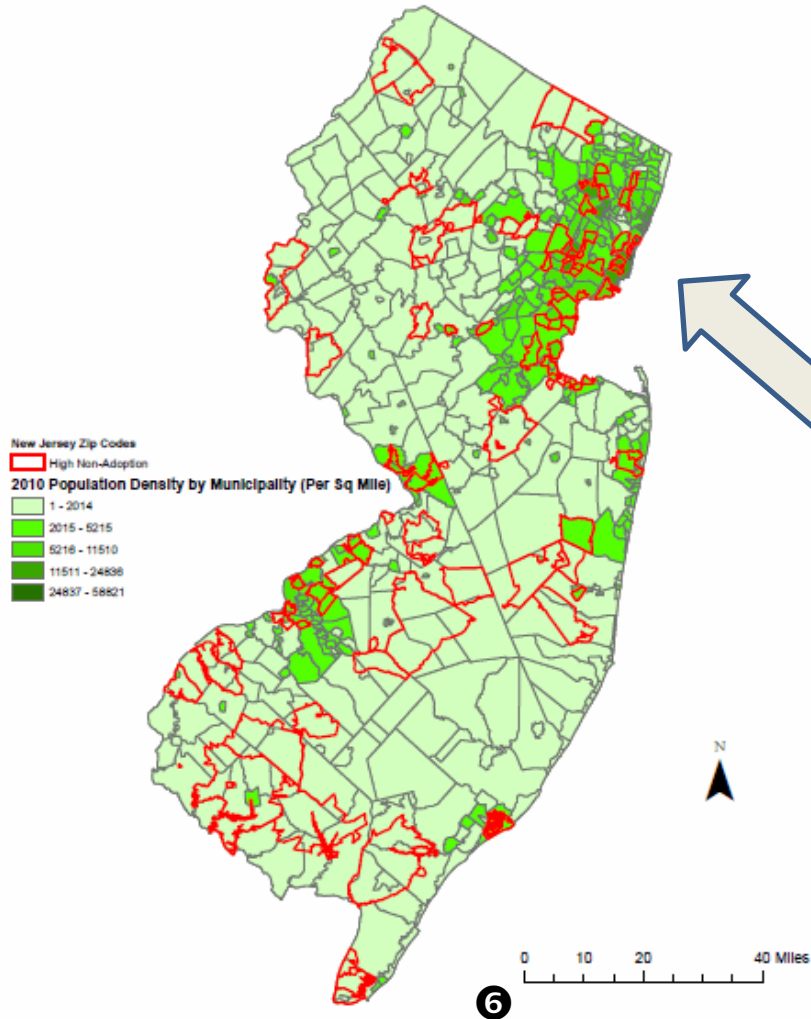 New Jersey Zip Codes
High Non-Adoption
2010 Population Density by Municipality (Per Sq Mile)
1 - 2014
2015 - 5215
5216 - 11510
11511 - 24836
24837 - 58821
N
0 10 20 40 Miles
6